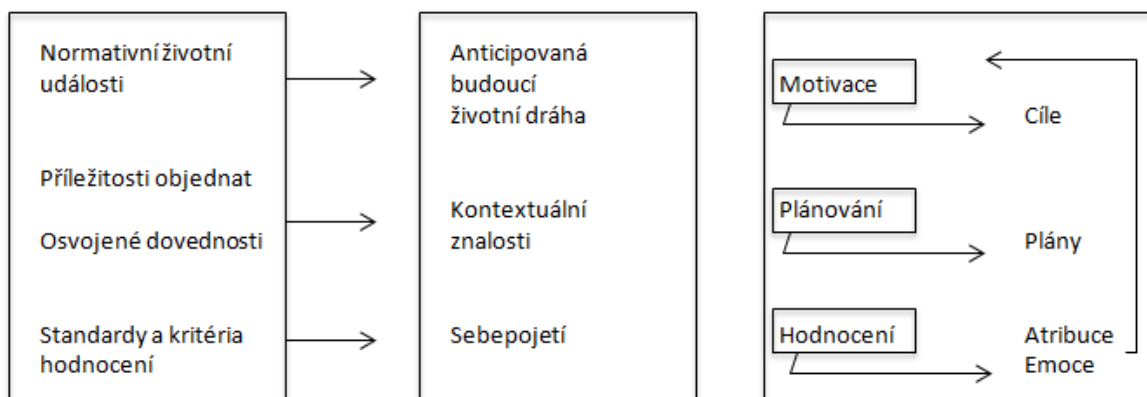 Normativní životní
události
Příležitosti objednat
Osvojené dovednosti
Standardy a kritéria
hodnocení
Anticipovaná
budoucí
životní dráha
Kontextuální
znalosti
Sebepojetí
Motivace
Cíle
Plánování
Plány
Hodnocení
Atribuce
Emoce